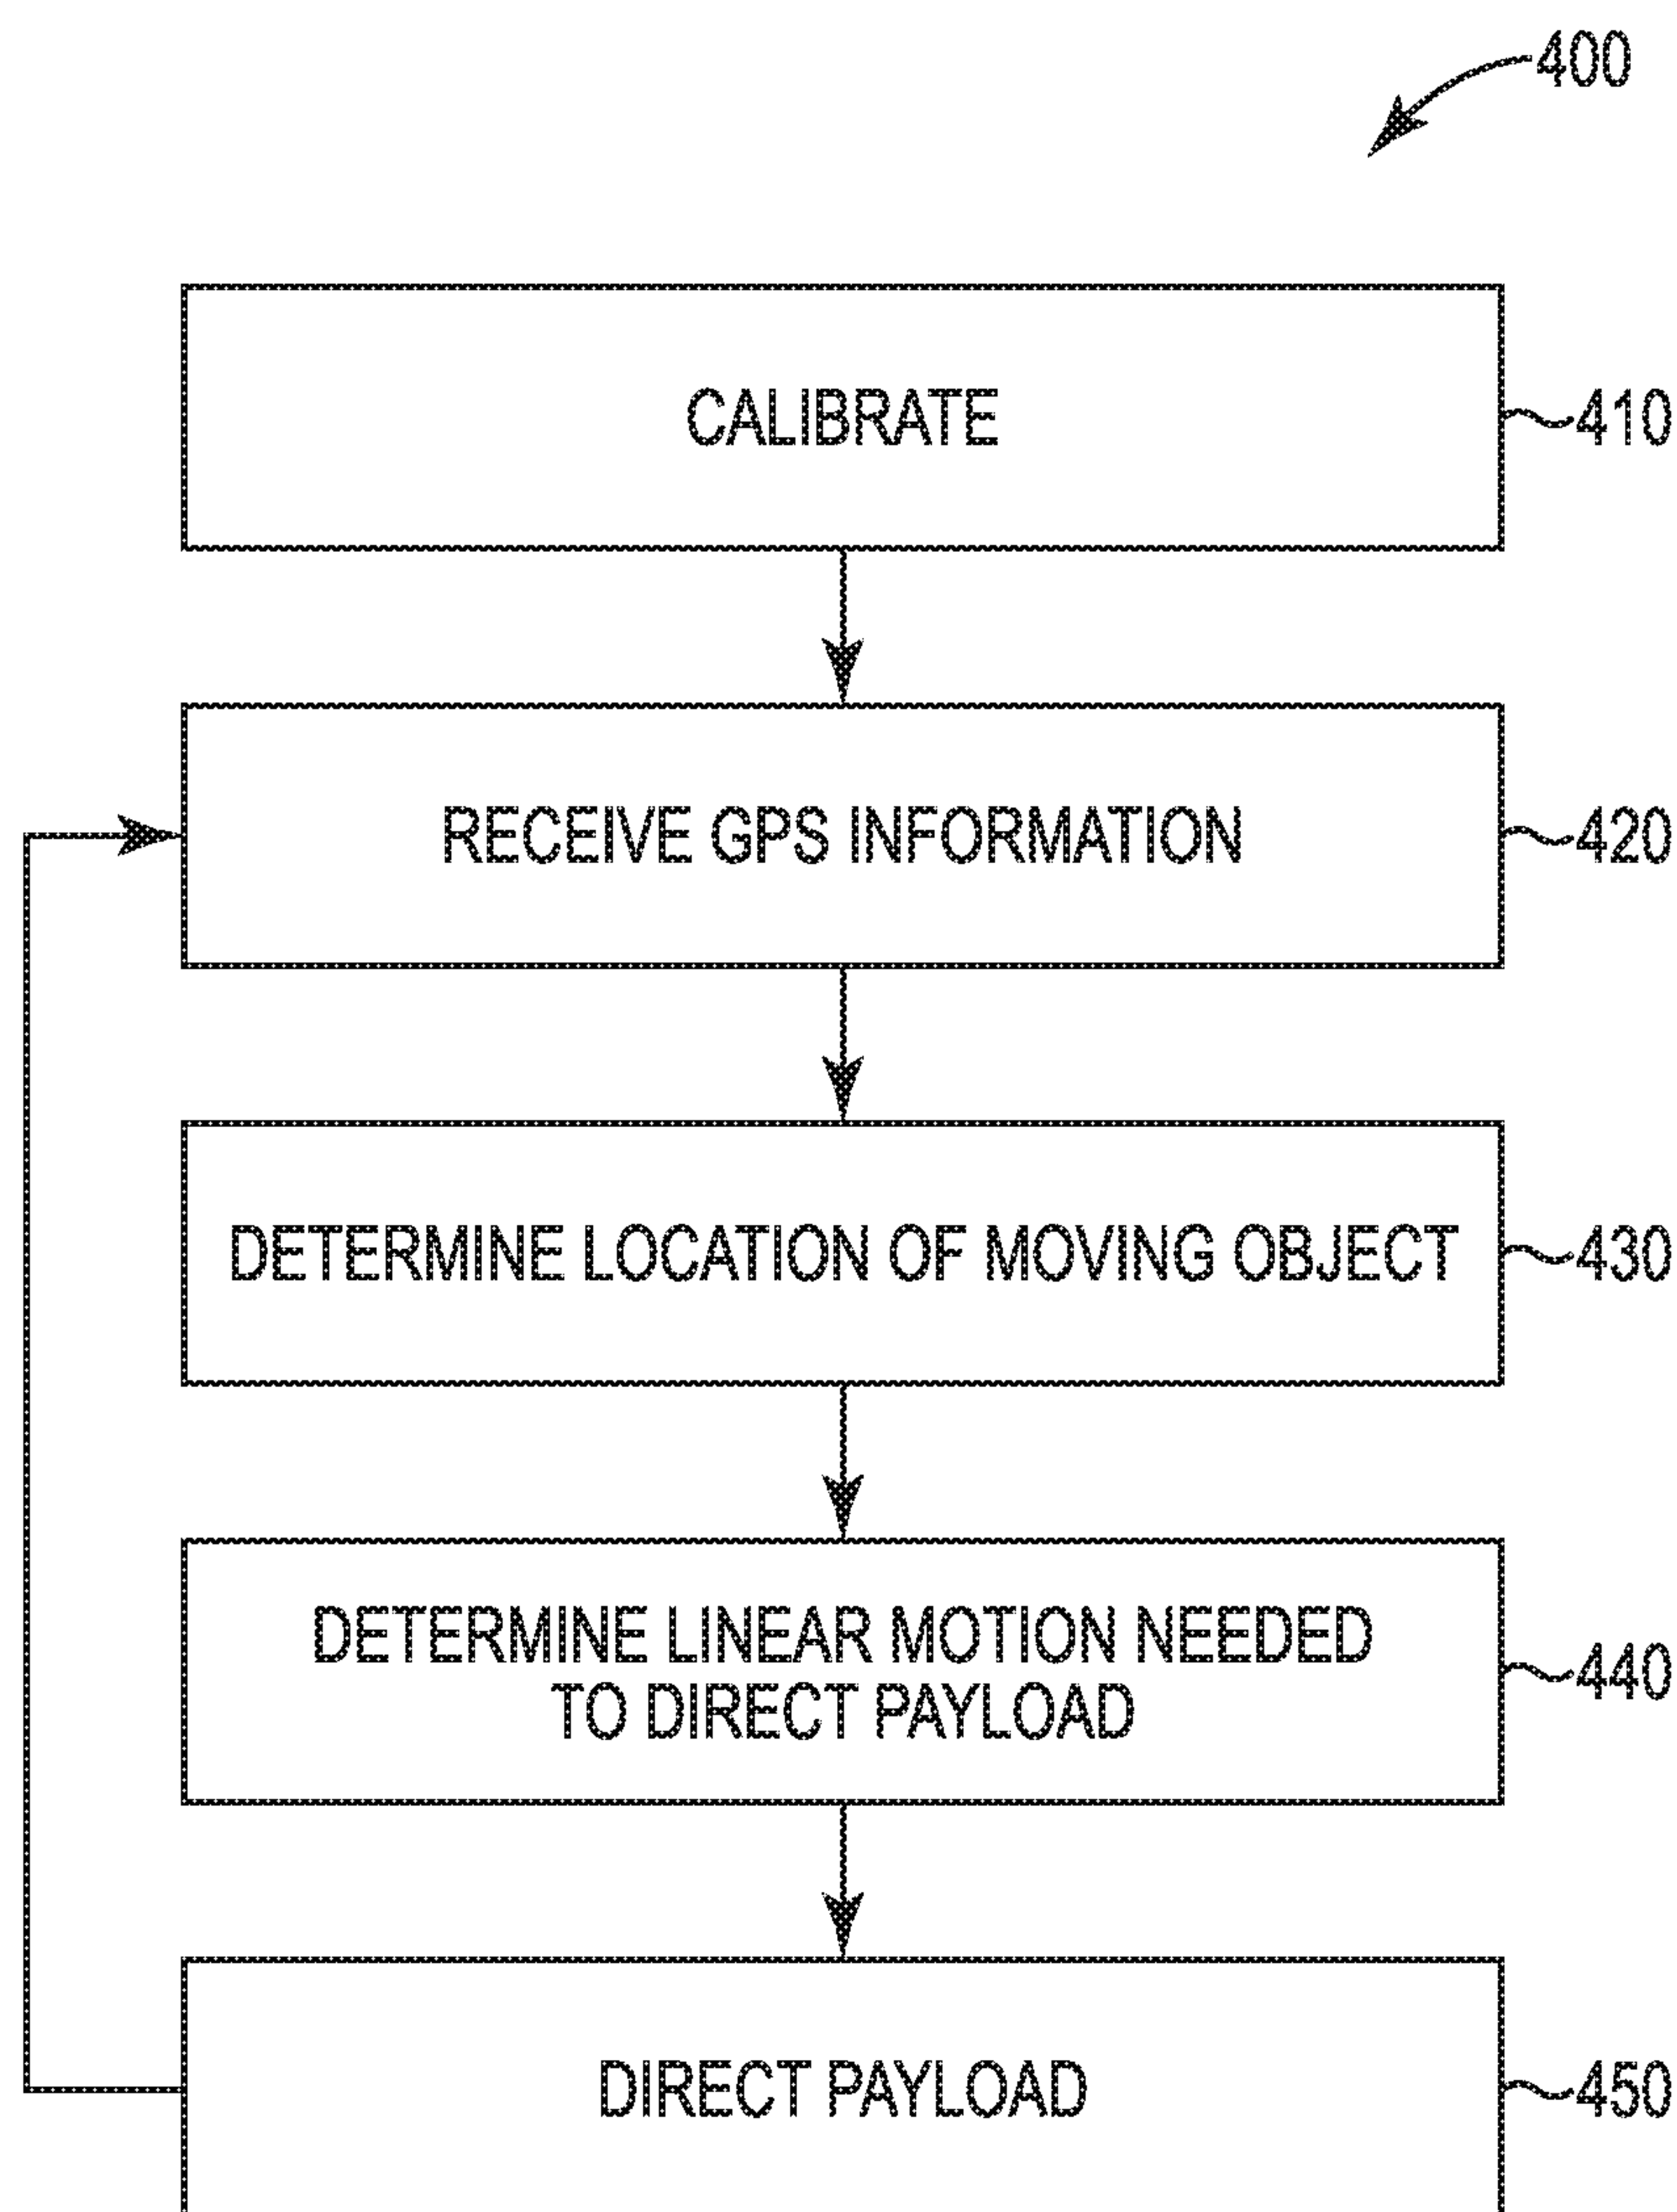 400
CALIBRATE
410
RECEIVE GPS INFORMATION
420
DETERMINE LOCATION OF MOVING OBJECT
430
DETERMINE LINEAR MOTION NEEDED
TO DIRECT PAYLOAD
440
DIRECT PAYLOAD
450